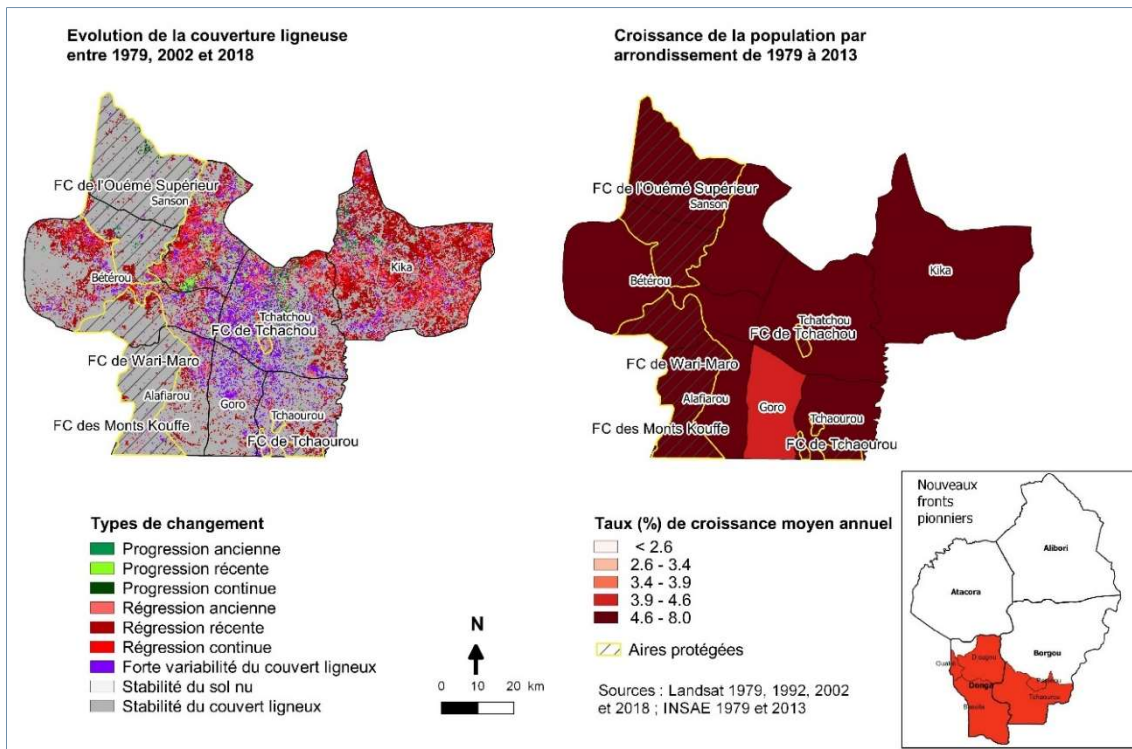 Evolution de la couverture ligneuse
entre 1979, 2002 et 2018
FC de l'Ouémé Supérieur
Sanson
Bétérou
Kika
Tchatchou
FC de Tchachou
FC de Wari-Maro
Alafiarou
Goro
Tchaourou
FC des Monts Kouffe
FC de Tchaourou
Croissance de la population par
arrondissement de 1979 à 2013
FC de l'Ouémé Supérieur
Sanson
Bétérou
Kika
Tchatchou
FC de Tchachou
FC de Wari-Maro
Alafiarou
Goro
Tchaourou
FC des Monts Kouffe
FC de Tchaourou
Types de changement
Progression ancienne
Progression récente
Progression continue
Régression ancienne
Régression récente
Régression continue
Forte variabilité du couvert ligneux
Stabilité du sol nu
Stabilité du couvert ligneux
N
0 10 20 km
Taux (%) de croissance moyen annuel
< 2.6
2.6 - 3.4
3.4 - 3.9
3.9 - 4.6
4.6 - 8.0
Aires protégées
Sources : Landsat 1979, 1992, 2002
et 2018 ; INSAE 1979 et 2013
Nouveaux
fronts
pionniers
Alibori
Atacora
Borgou
Donga
Tchaourou